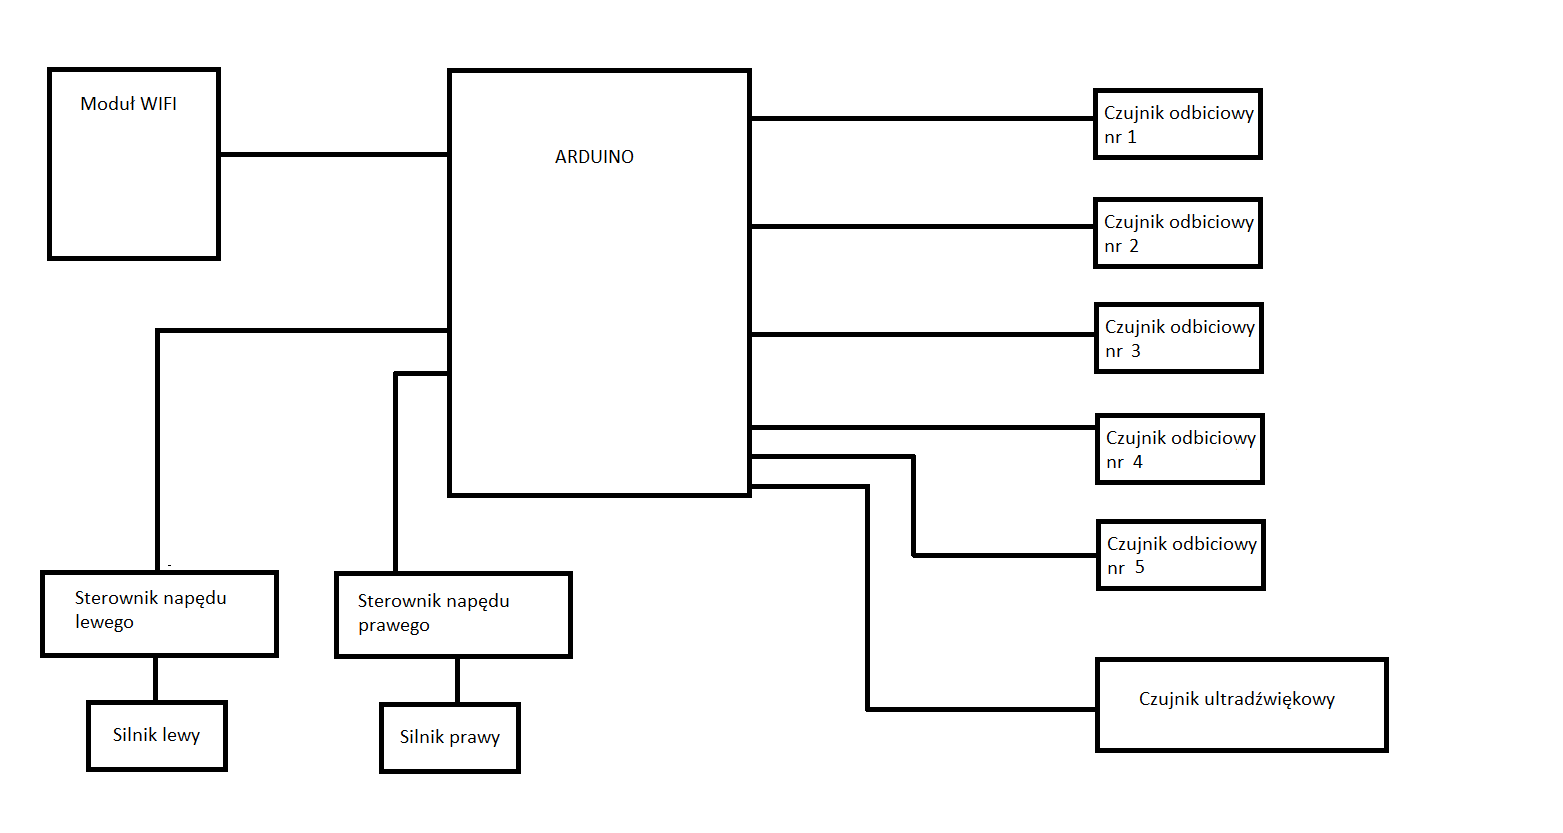 Moduł WIFI
ARDUINO
Czujnik odbiciowy
nr 1
Czujnik odbiciowy
nr 2
Czujnik odbiciowy
nr 3
Czujnik odbiciowy
nr 4
Czujnik odbiciowy
nr 5
Sterownik napędu
lewego
Sterownik napędu
prawego
Czujnik ultradźwiękowy
Silnik lewy
Silnik prawy